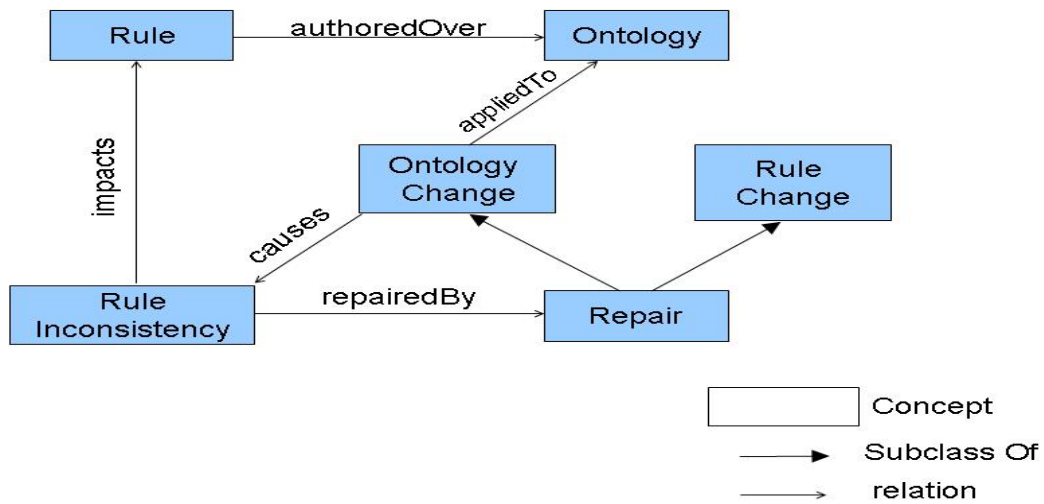 Rule
authoredOver
Ontology
appliedTo
Ontology
Change
Rule
Change
impacts
causes
Rule
Inconsistency
repairedBy
Repair
Concept
Subclass Of
relation